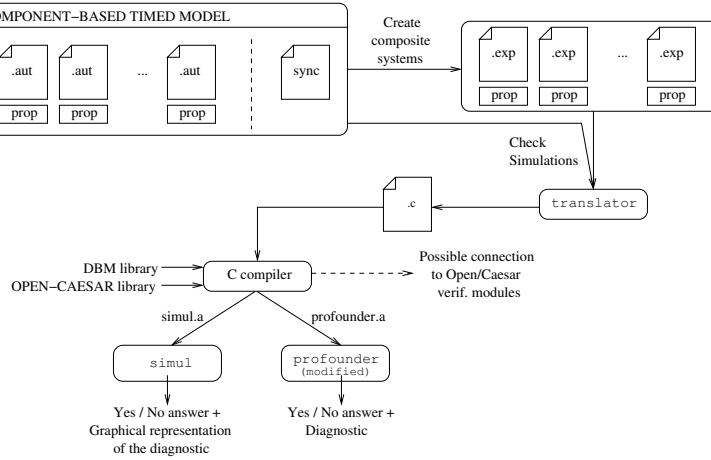 OMPONENT−BASED TIMED MODEL
.aut
.aut
...
.aut
sync
prop
prop
prop
Create
composite
systems
.exp
.exp
...
.exp
prop
prop
prop
Check
Simulations
translator
.c
DBM library
OPEN−CAESAR library
C compiler
Possible connection
to Open/Caesar
verif. modules
simul.a
profounder.a
simul
profounder
(modified)
Yes / No answer +
Graphical representation
of the diagnostic
Yes / No answer +
Diagnostic